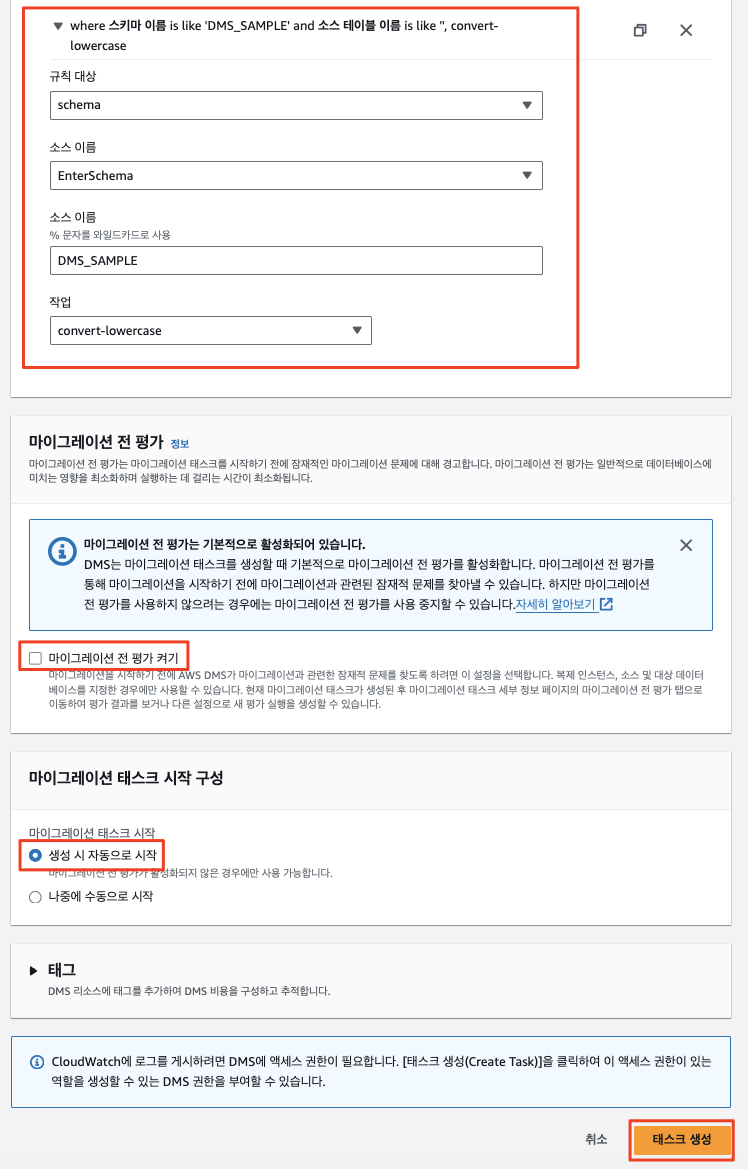 where 스키마 이름 is like 'DMS_SAMPLE' and 소스 테이블 이름 is like '', convert-
lowercase
규칙 대상
schema
소스 이름
EnterSchema
소스 이름
% 문자를 와일드카드로 사용
DMS_SAMPLE
작업
convert-lowercase
마이그레이션 전 평가 정보
마이그레이션 전 평가는 마이그레이션 태스크를 시작하기 전에 잠재적인 마이그레이션 문제에 대해 경고합니다. 마이그레이션 전 평가는 일반적으로 데이터베이스에
미치는 영향을 최소화하며 실행하는 데 걸리는 시간이 최소화됩니다.
마이그레이션 전 평가는 기본적으로 활성화되어 있습니다.
DMS는 마이그레이션 태스크를 생성할 때 기본적으로 마이그레이션 전 평가를 활성화합니다. 마이그레이션 전 평가를
통해 마이그레이션을 시작하기 전에 마이그레이션과 관련된 잠재적 문제를 찾아낼 수 있습니다. 하지만 마이그레이션
전 평가를 사용하지 않으려는 경우에는 마이그레이션 전 평가를 사용 중지할 수 있습니다.자세히 알아보기
마이그레이션 전 평가 켜기
마이그레이션을 시작하기 전에 AWS DMS가 마이그레이션과 관련한 잠재적 문제를 찾도록 하려면 이 설정을 선택합니다. 복제 인스턴스, 소스 및 대상 데이터
베이스를 지정한 경우에만 사용할 수 있습니다. 현재 마이그레이션 태스크가 생성된 후 마이그레이션 태스크 세부 정보 페이지의 마이그레이션 전 평가 탭으로
이동하여 평가 결과를 보거나 다른 설정으로 새 평가 실행을 생성할 수 있습니다.
마이그레이션 태스크 시작 구성
마이그레이션 태스크 시작
생성 시 자동으로 시작
마이그레이션 전 평가가 활성화되지 않은 경우에만 사용 가능합니다.
나중에 수동으로 시작
태그
DMS 리소스에 태그를 추가하여 DMS 비용을 구성하고 추적합니다.
CloudWatch에 로그를 게시하려면 DMS에 액세스 권한이 필요합니다. [태스크 생성(Create Task)]을 클릭하여 이 액세스 권한이 있는
역할을 생성할 수 있는 DMS 권한을 부여할 수 있습니다.
취소
태스크 생성